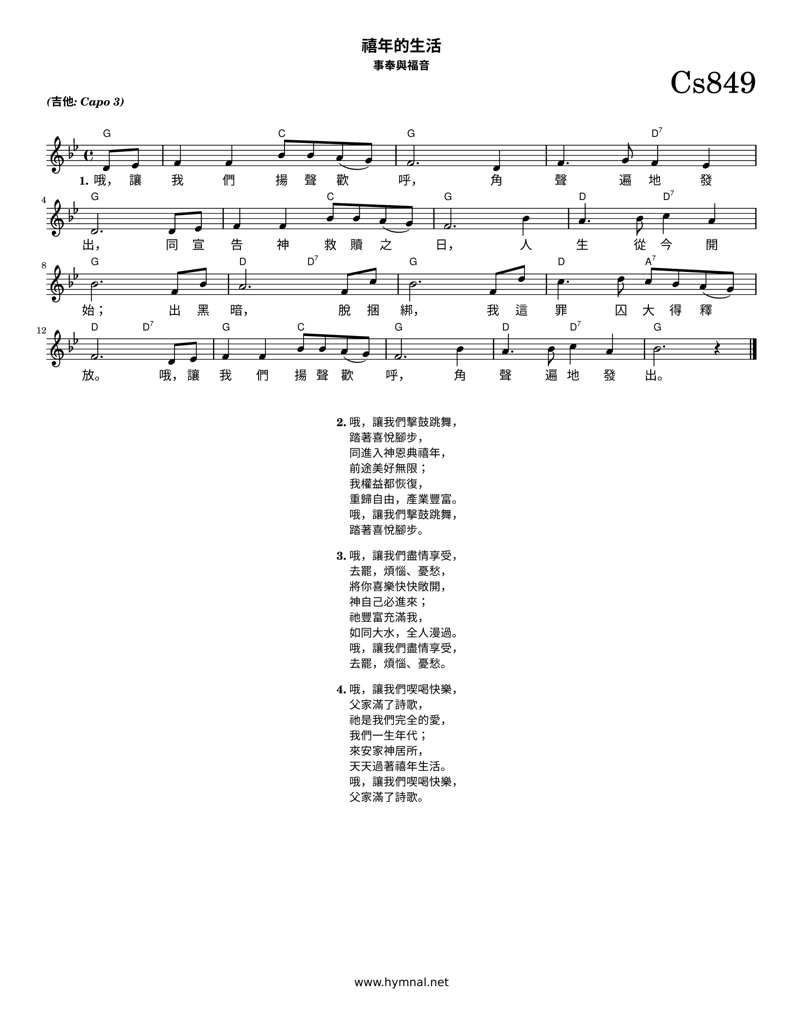 禧年的生活
事奉與福音
Cs849
(吉他: Capo 3)
G C G D7
1. 哦， 讓 我 們 揚 聲 歡 呼， 角 聲 遍 地 發
4 G C G D D7
出， 同 宣 告 神 救 贖 之 日， 人 生 從 今 開
8 G D D7 G D A7
始； 出 黑 暗， 脫 捆 綁， 我 這 罪 囚 大 得 釋
12 D D7 G C G D D7 G
放。 哦， 讓 我 們 揚 聲 歡 呼， 角 聲 遍 地 發 出。
2. 哦，讓我們擊鼓跳舞，
踏著喜悅腳步，
同進入神恩典禧年，
前途美好無限；
我權益都恢復，
重歸自由，產業豐富。
哦，讓我們擊鼓跳舞，
踏著喜悅腳步。
3. 哦，讓我們盡情享受，
去罷，煩惱、憂愁，
將你喜樂快快敞開，
神自己必進來；
祂豐富充滿我，
如同大水，全人漫過。
哦，讓我們盡情享受，
去罷，煩惱、憂愁。
4. 哦，讓我們喫喝快樂，
父家滿了詩歌，
祂是我們完全的愛，
我們一生年代；
來安家神居所，
天天過著禧年生活。
哦，讓我們喫喝快樂，
父家滿了詩歌。
www.hymnal.net